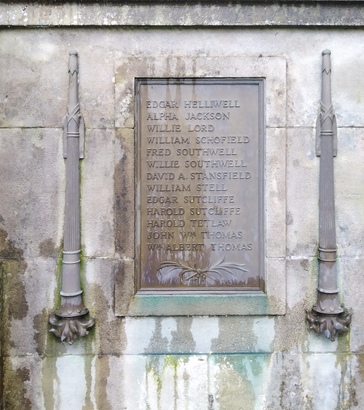 EDGAR HELLIWELL
ALPHA JACKSON
WILLIE LORD
WILLIAM SCHOFIELD
FRED SOUTHWELL
WILLIE SOUTHWELL
DAVID A. STANSFIELD
WILLIAM STELL
EDGAR SUTCLIFFE
HAROLD SUTCLIFFE
HAROLD TETLAW
JOHN WM THOMAS
WM ALBERT THOMAS